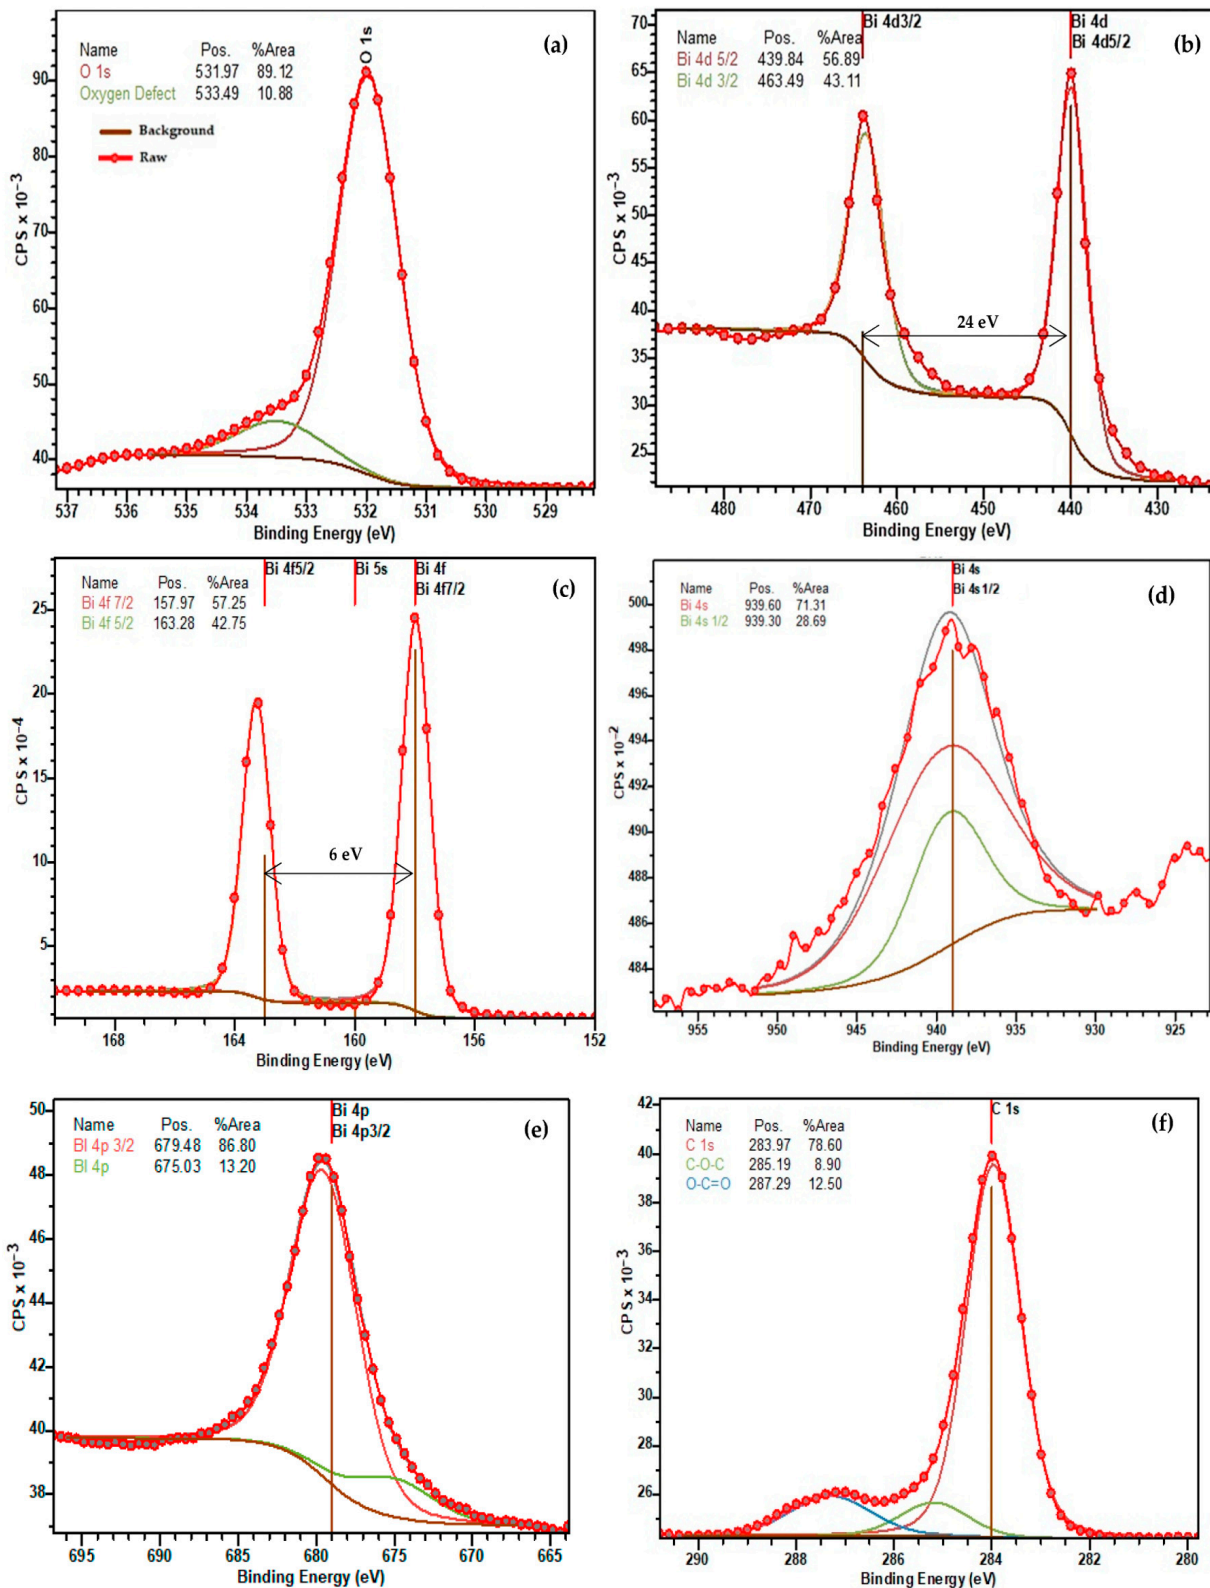 (a)
Name Pos. %Area
O 1s 531.97 89.12
Oxygen Defect 533.49 10.88
Background
Raw
O 1s
CPS x 10⁻³
90
80
70
60
50
40
537 536 535 534 533 532 531 530 529
Binding Energy (eV)
(b)
Bi 4d3/2
Bi 4d
Bi 4d5/2
Name Pos. %Area
Bi 4d 5/2 439.84 56.89
Bi 4d 3/2 463.49 43.11
24 eV
CPS x 10⁻³
70
65
60
55
50
45
40
35
30
25
480 470 460 450 440 430
Binding Energy (eV)
(c)
Bi 4f5/2
Bi 5s
Bi 4f
Bi 4f7/2
Name Pos. %Area
Bi 4f 7/2 157.97 57.25
Bi 4f 5/2 163.28 42.75
6 eV
CPS x 10⁻⁴
25
20
15
10
5
168 164 160 156 152
Binding Energy (eV)
(d)
Bi 4s
Bi 4s1/2
Name Pos. %Area
Bi 4s 939.60 71.31
Bi 4s 1/2 939.30 28.69
CPS x 10⁻²
500
498
496
494
492
490
488
486
484
955 950 945 940 935 930 925
Binding Energy (eV)
(e)
Bi 4p
Bi 4p3/2
Name Pos. %Area
BI 4p 3/2 679.48 86.80
BI 4p 675.03 13.20
CPS x 10⁻³
50
48
46
44
42
40
38
695 690 685 680 675 670 665
Binding Energy (eV)
(f)
C 1s
Name Pos. %Area
C 1s 283.97 78.60
C-O-C 285.19 8.90
O-C=O 287.29 12.50
CPS x 10⁻³
42
40
38
36
34
32
30
28
26
290 288 286 284 282 280
Binding Energy (eV)